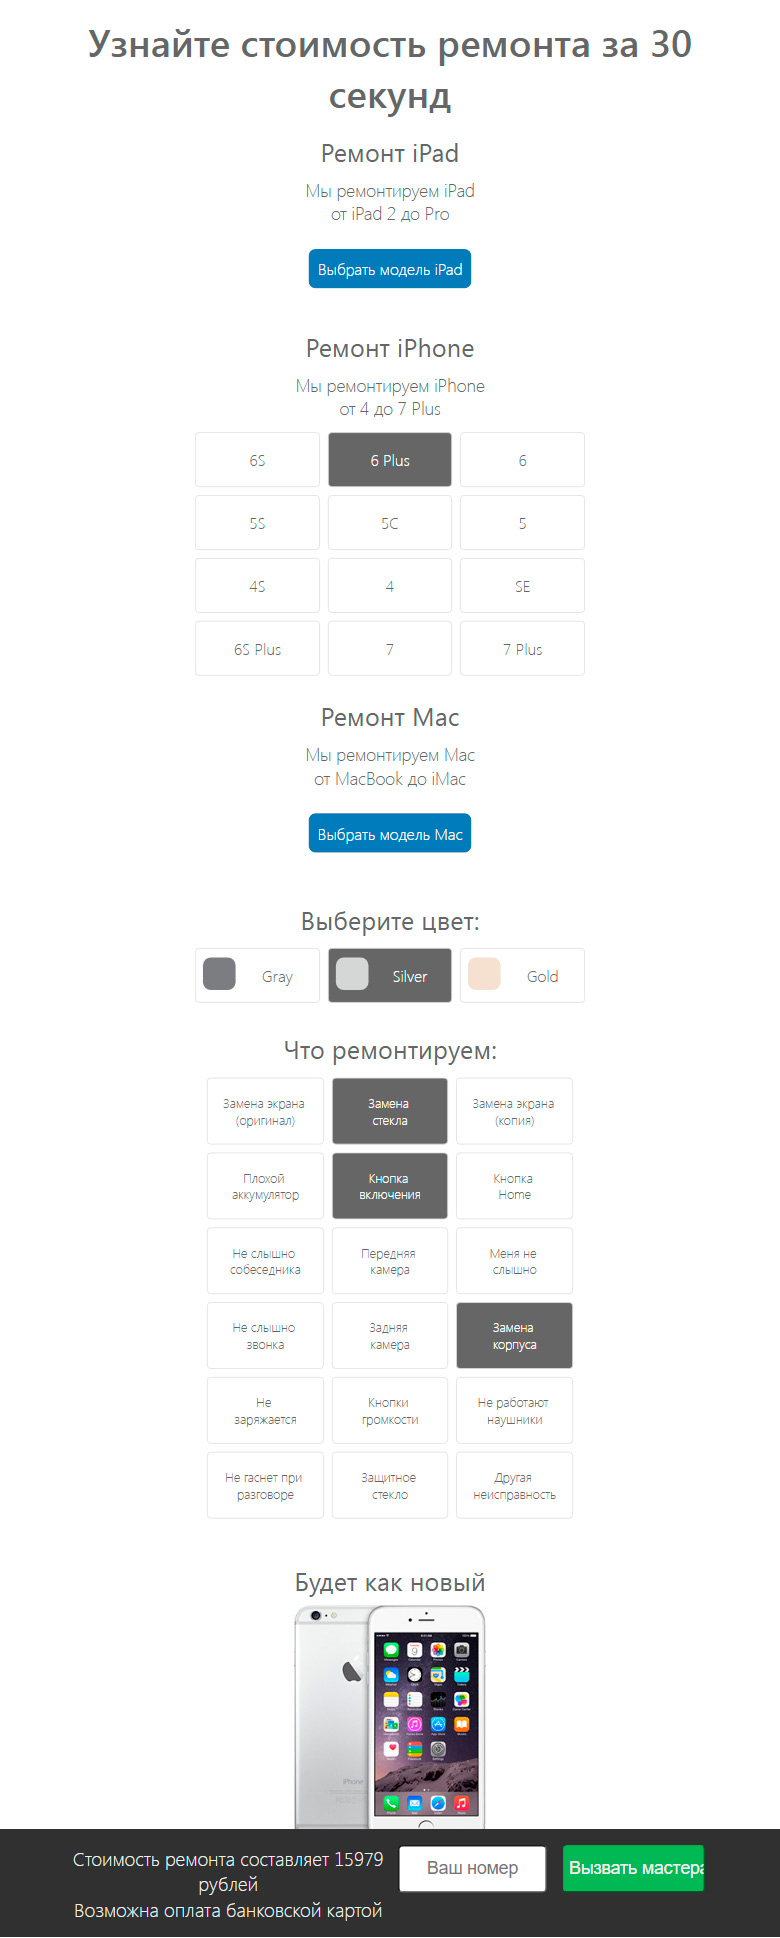 Узнайте стоимость ремонта за 30
секунд
Ремонт iPad
Мы ремонтируем iPad
от iPad 2 до Pro
Выбрать модель iPad
Ремонт iPhone
Мы ремонтируем iPhone
от 4 до 7 Plus
6S 6 Plus 6
5S 5C 5
4S 4 SE
6S Plus 7 7 Plus
Ремонт Mac
Мы ремонтируем Mac
от MacBook до iMac
Выбрать модель Mac
Выберите цвет:
Gray Silver Gold
Что ремонтируем:
Замена экрана
(оригинал)
Замена
стекла
Замена экрана
(копия)
Плохой
аккумулятор
Кнопка
включения
Кнопка
Home
Не слышно
собеседника
Передняя
камера
Меня не
слышно
Не слышно
звонка
Задняя
камера
Замена
корпуса
Не
заряжается
Кнопки
громкости
Не работают
наушники
Не гаснет при
разговоре
Защитное
стекло
Другая
неисправность
Будет как новый
iPhone
Стоимость ремонта составляет 15979
рублей
Возможна оплата банковской картой
Ваш номер
Вызвать мастера